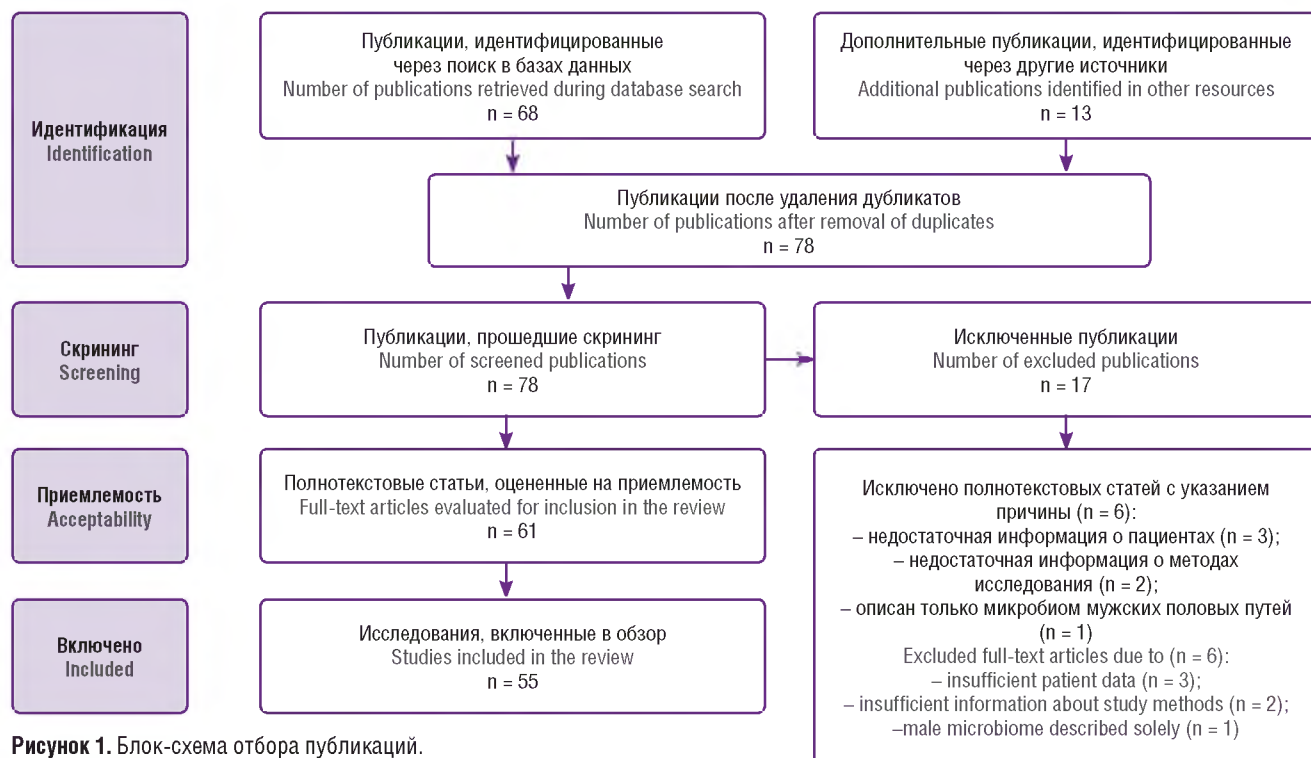 Идентификация
Identification
Публикации, идентифицированные
через поиск в базах данных
Number of publications retrieved during database search
n = 68
Дополнительные публикации, идентифицированные
через другие источники
Additional publications identified in other resources
n = 13
Публикации после удаления дубликатов
Number of publications after removal of duplicates
n = 78
Скрининг
Screening
Публикации, прошедшие скрининг
Number of screened publications
n = 78
Исключенные публикации
Number of excluded publications
n = 17
Приемлемость
Acceptability
Полнотекстовые статьи, оцененные на приемлемость
Full-text articles evaluated for inclusion in the review
n = 61
Исключено полнотекстовых статей с указанием
причины (n = 6):
– недостаточная информация о пациентах (n = 3);
– недостаточная информация о методах
исследования (n = 2);
– описан только микробиом мужских половых путей
(n = 1)
Excluded full-text articles due to (n = 6):
– insufficient patient data (n = 3);
– insufficient information about study methods (n = 2);
–male microbiome described solely (n = 1)
Включено
Included
Исследования, включенные в обзор
Studies included in the review
n = 55
Рисунок 1. Блок-схема отбора публикаций.